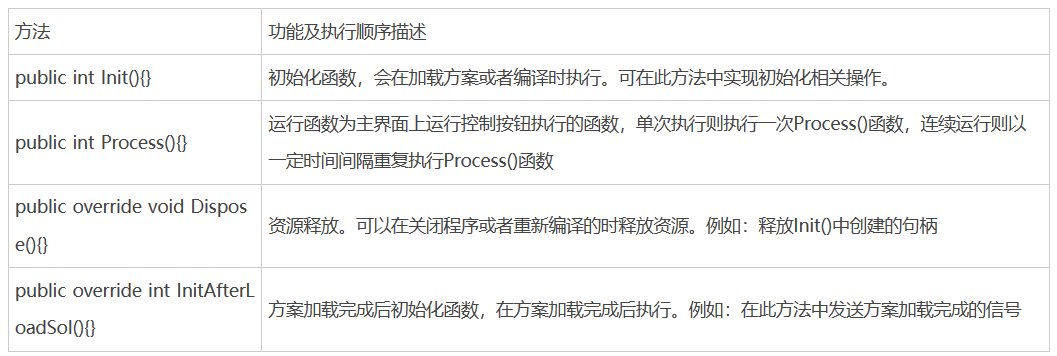 方法
功能及执行顺序描述
public int Init(){}
初始化函数，会在加载方案或者编译时执行。可在此方法中实现初始化相关操作。
public int Process(){}
运行函数为主界面上运行控制按钮执行的函数，单次执行则执行一次Process()函数，连续运行则以
一定时间间隔重复执行Process()函数
public override void Dispos
e(){}
资源释放。可以在关闭程序或者重新编译的时释放资源。例如：释放Init()中创建的句柄
public override int InitAfterL
oadSol(){}
方案加载完成后初始化函数，在方案加载完成后执行。例如：在此方法中发送方案加载完成的信号